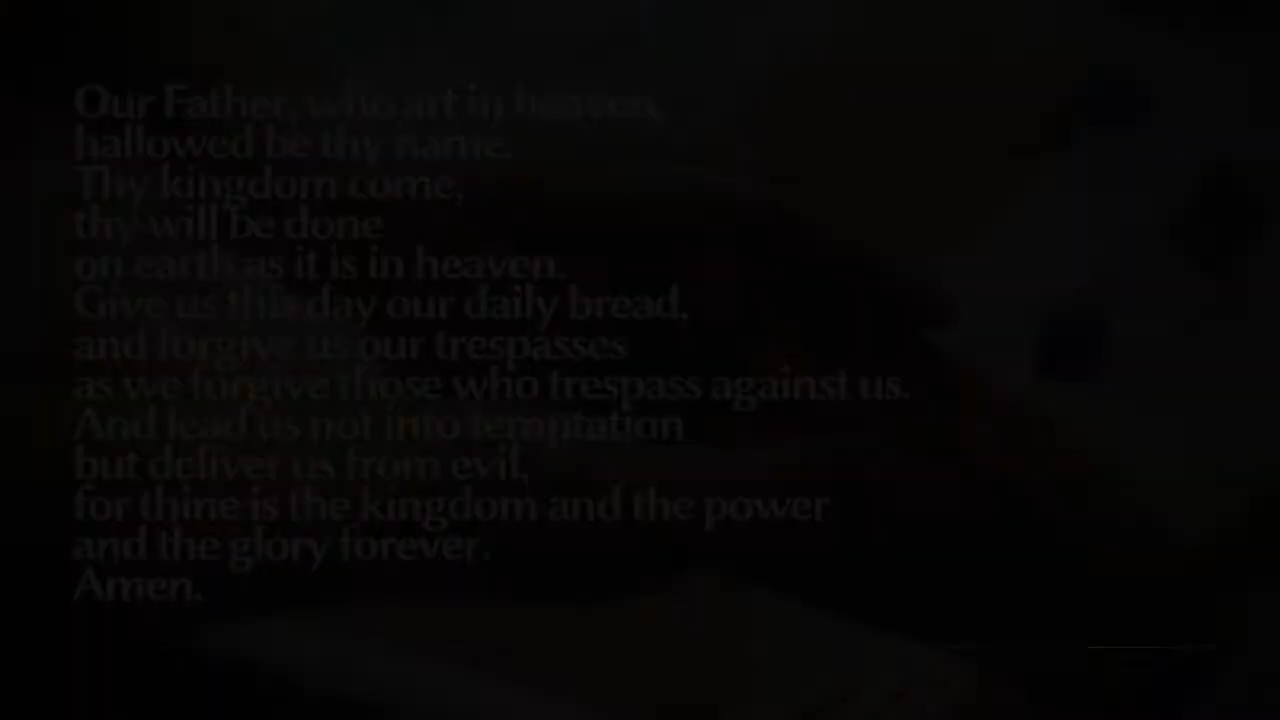 Our Father, who art in heaven,
hallowed be thy name.
Thy kingdom come,
thy will be done
on earth as it is in heaven.
Give us this day our daily bread,
and forgive us our trespasses
as we forgive those who trespass against us.
And lead us not into temptation
but deliver us from evil,
for thine is the kingdom and the power
and the glory forever.
Amen.